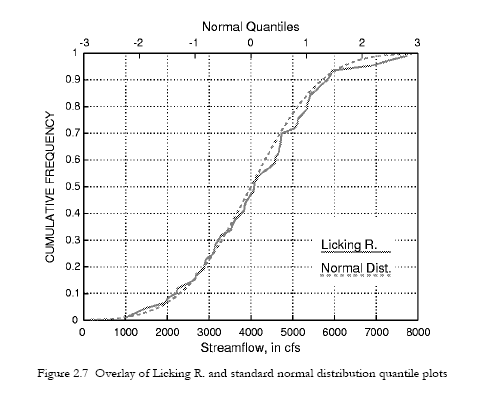 Normal Quantiles
-3 -2 -1 0 1 2 3
1
0.9
0.8
0.7
0.6
0.5
0.4
0.3
0.2
0.1
0
CUMULATIVE FREQUENCY
Licking R.
Normal Dist.
0 1000 2000 3000 4000 5000 6000 7000 8000
Streamflow, in cfs
Figure 2.7 Overlay of Licking R. and standard normal distribution quantile plots